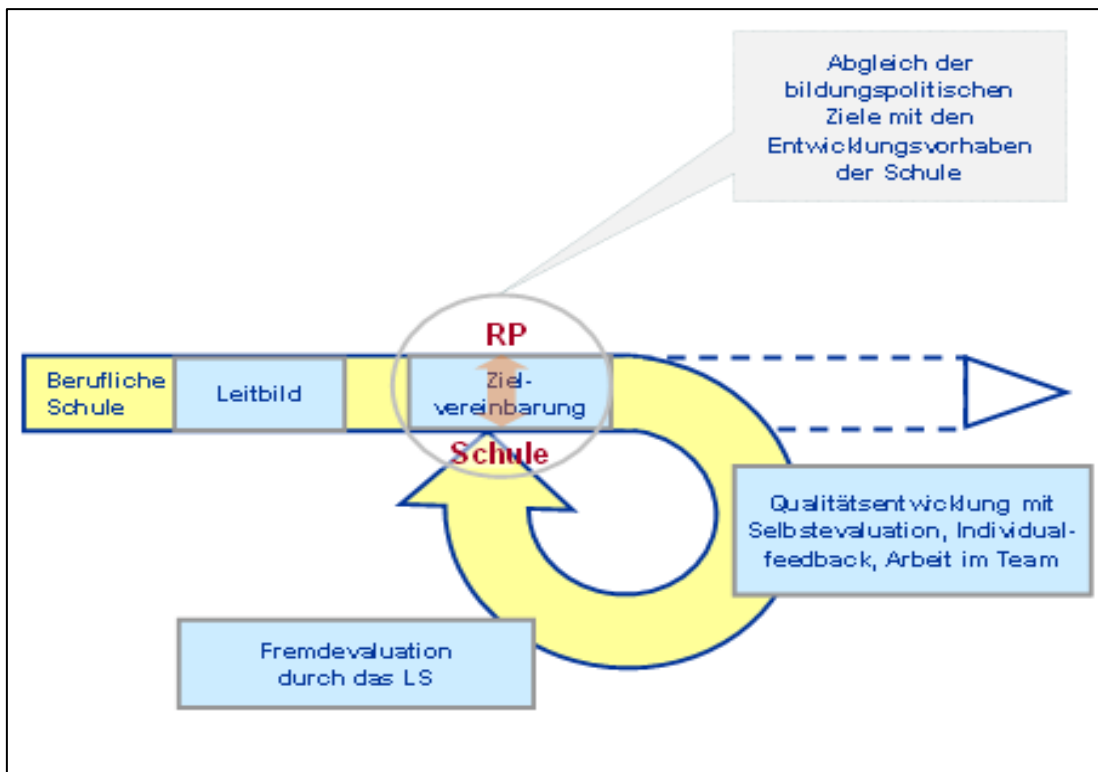 Abgleich der
bildungspolitischen
Ziele mit den
Entwicklungsvorhaben
der Schule
RP
Berufliche
Schule
Leitbild
Ziel-
vereinbarung
Schule
Qualitätsentwicklung mit
Selbstevaluation, Individual-
feedback, Arbeit im Team
Fremdevaluation
durch das LS